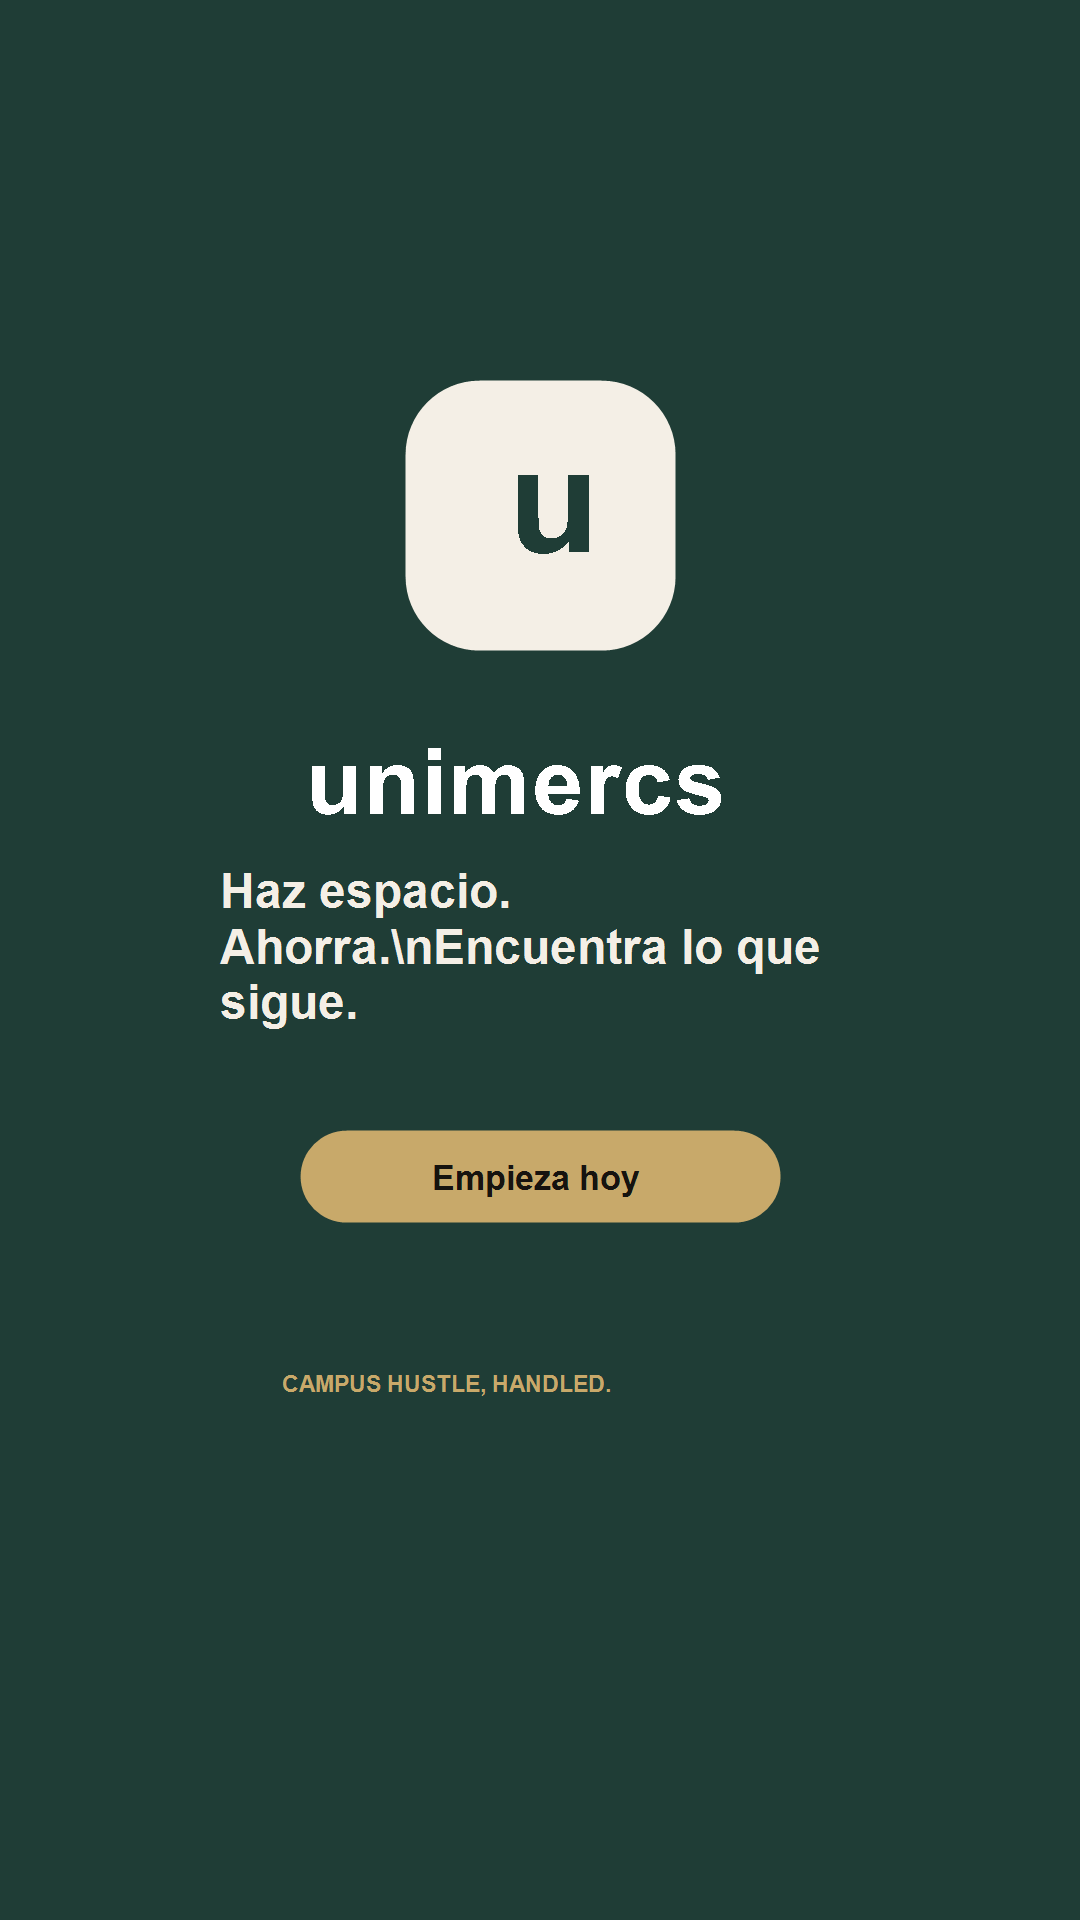 u
unimercs
Haz espacio.
Ahorra.\nEncuentra lo que
sigue.
Empieza hoy
CAMPUS HUSTLE, HANDLED.